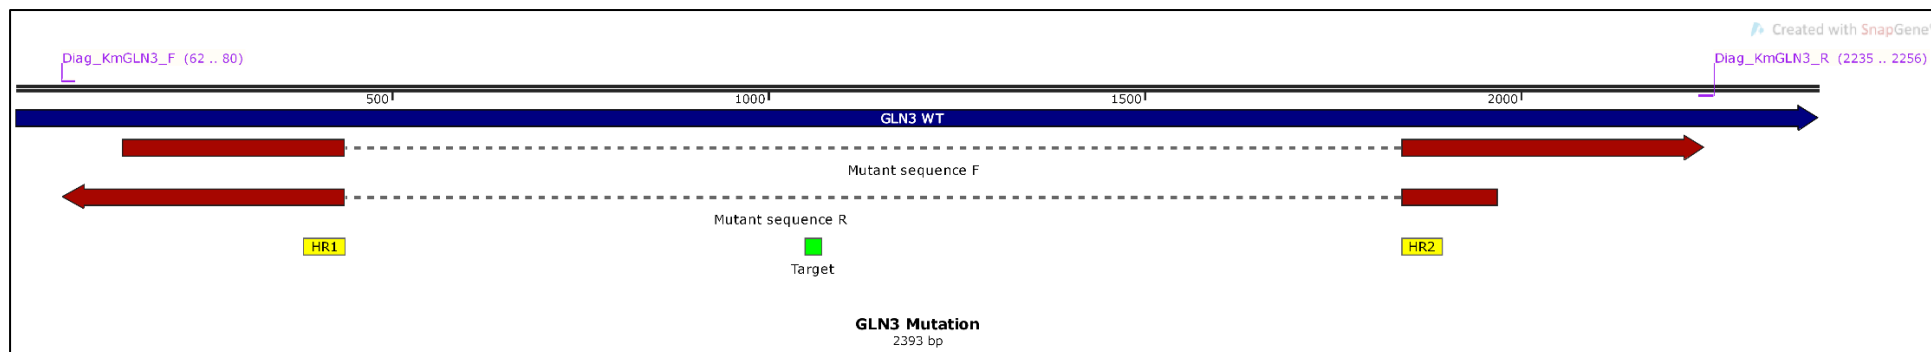 Created with SnapGene®
Diag_KmGLN3_F (62 .. 80)
Diag_KmGLN3_R (2235 .. 2256)
500
1000
1500
2000
GLN3 WT
Mutant sequence F
Mutant sequence R
HR1
HR2
Target
GLN3 Mutation
2393 bp